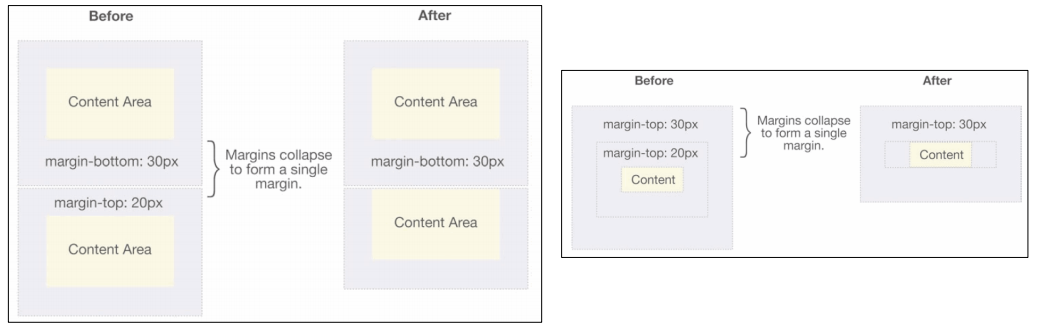 Before
After
Content Area
Content Area
margin-bottom: 30px
Margins collapse
to form a single
margin.
margin-bottom: 30px
margin-top: 20px
Content Area
Content Area
Before
After
margin-top: 30px
Margins collapse
to form a single
margin.
margin-top: 30px
margin-top: 20px
Content
Content